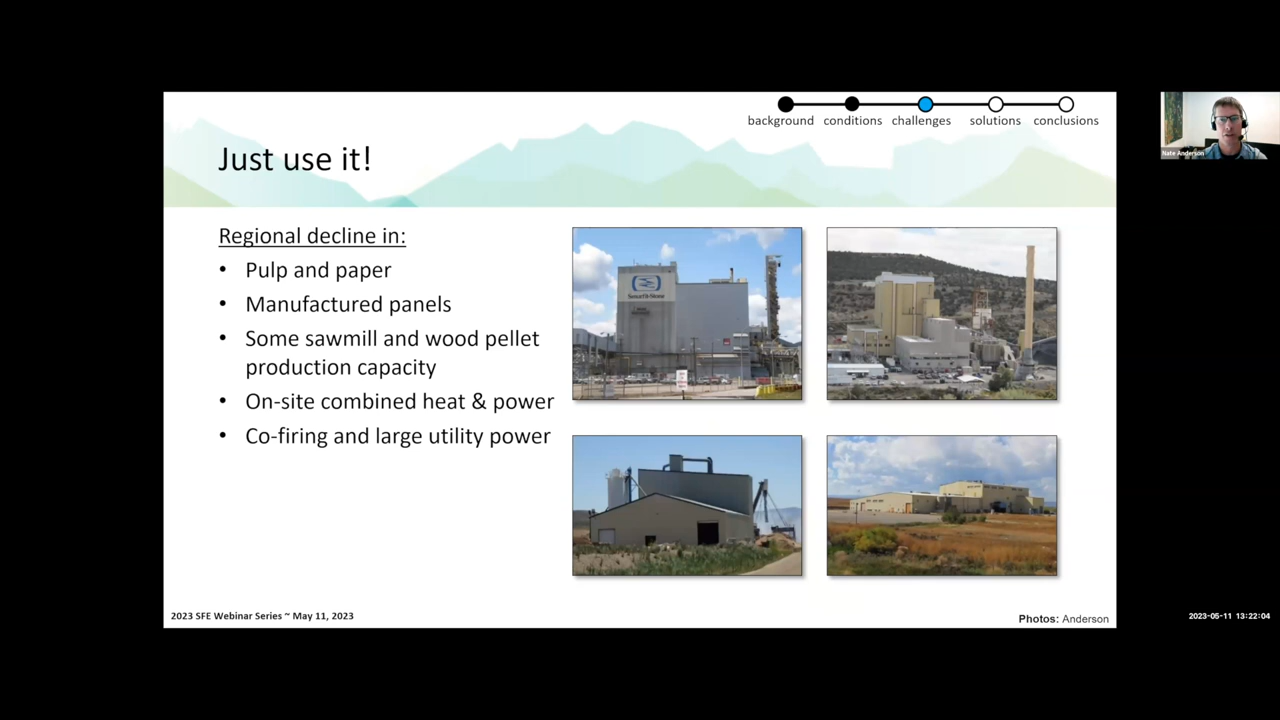 background conditions challenges solutions conclusions
Just use it!
Nate Anderson
Regional decline in:
• Pulp and paper
• Manufactured panels
• Some sawmill and wood pellet
production capacity
• On-site combined heat & power
• Co-firing and large utility power
Smurfit-Stone
2023 SFE Webinar Series ~ May 11, 2023
Photos: Anderson
2023-05-11 13:22:04